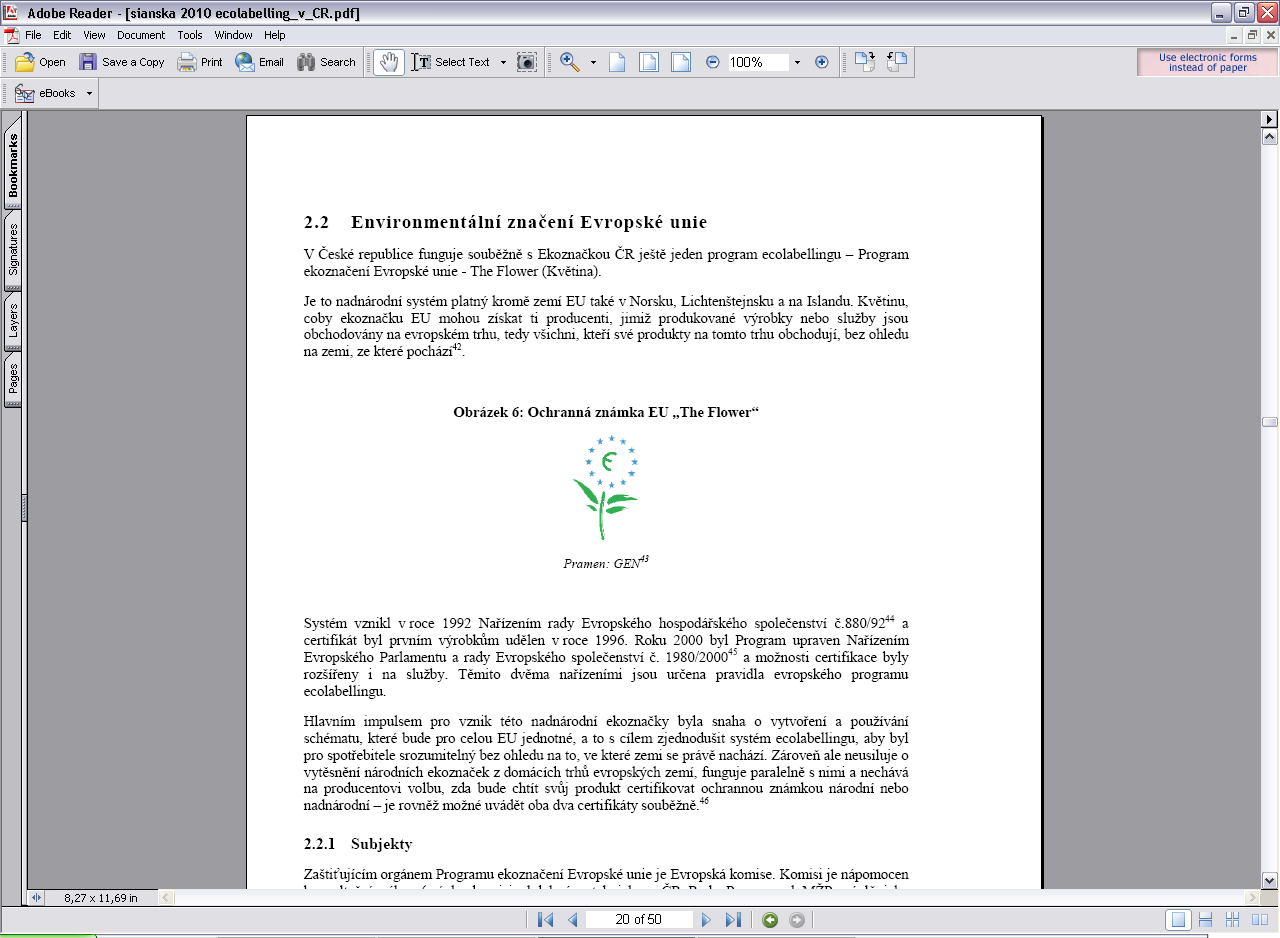 Adobe Reader - [sianska 2010 ecolabelling_v_CR.pdf]
File Edit View Document Tools Window Help
Open Save a Copy Print Email Search Select Text 100%
Use electronic forms
instead of paper
eBooks
Bookmarks
Signatures
Layers
Pages
2.2 Environmentální značení Evropské unie
V České republice funguje souběžně s Ekoznačkou ČR ještě jeden program ecolabellingu – Program
ekoznačení Evropské unie - The Flower (Květina).
Je to nadnárodní systém platný kromě zemí EU také v Norsku, Lichtenštejnsku a na Islandu. Květinu,
coby ekoznačku EU mohou získat ti producenti, jimiž produkované výrobky nebo služby jsou
obchodovány na evropském trhu, tedy všichni, kteří své produkty na tomto trhu obchodují, bez ohledu
na zemi, ze které pochází42.
Obrázek 6: Ochranná známka EU „The Flower“
Pramen: GEN43
Systém vznikl v roce 1992 Nařízením rady Evropského hospodářského společenství č.880/9244 a
certifikát byl prvním výrobkům udělen v roce 1996. Roku 2000 byl Program upraven Nařízením
Evropského Parlamentu a rady Evropského společenství č. 1980/200045 a možnosti certifikace byly
rozšířeny i na služby. Těmito dvěma nařízeními jsou určena pravidla evropského programu
ecolabellingu.
Hlavním impulsem pro vznik této nadnárodní ekoznačky byla snaha o vytvoření a používání
schématu, které bude pro celou EU jednotné, a to s cílem zjednodušit systém ecolabellingu, aby byl
pro spotřebitele srozumitelný bez ohledu na to, ve které zemi se právě nachází. Zároveň ale neusiluje o
vytěsnění národních ekoznaček z domácích trhů evropských zemí, funguje paralelně s nimi a nechává
na producentovi volbu, zda bude chtít svůj produkt certifikovat ochrannou známkou národní nebo
nadnárodní – je rovněž možné uvádět oba dva certifikáty souběžně.46
2.2.1 Subjekty
Zaštiťujícím orgánem Programu ekoznačení Evropské unie je Evropská komise. Komisi je nápomocen
8,27 x 11,69 in
20 of 50